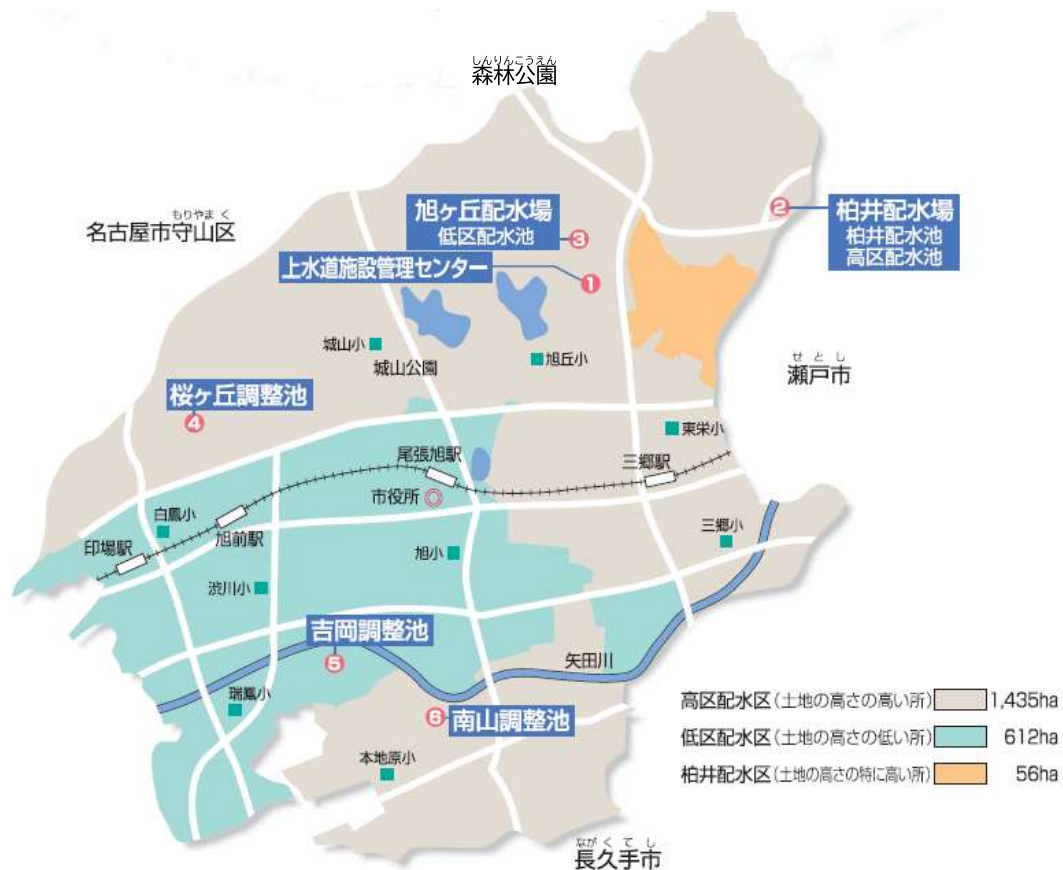 しんりんこうえん
森林公園
もりやまく
名古屋市守山区
旭ヶ丘配水場
低区配水池
3
2
柏井配水場
柏井配水池
高区配水池
上水道施設管理センター
1
城山小
城山公園
旭丘小
せとし
瀬戸市
桜ヶ丘調整池
4
東栄小
尾張旭駅
三郷駅
市役所
白鳳小
旭前駅
印場駅
旭小
三郷小
渋川小
吉岡調整池
5
矢田川
瑞鳳小
6
南山調整池
本地原小
高区配水区(土地の高さの高い所) 1,435ha
低区配水区(土地の高さの低い所) 612ha
柏井配水区(土地の高さの特に高い所) 56ha
ながくてし
長久手市